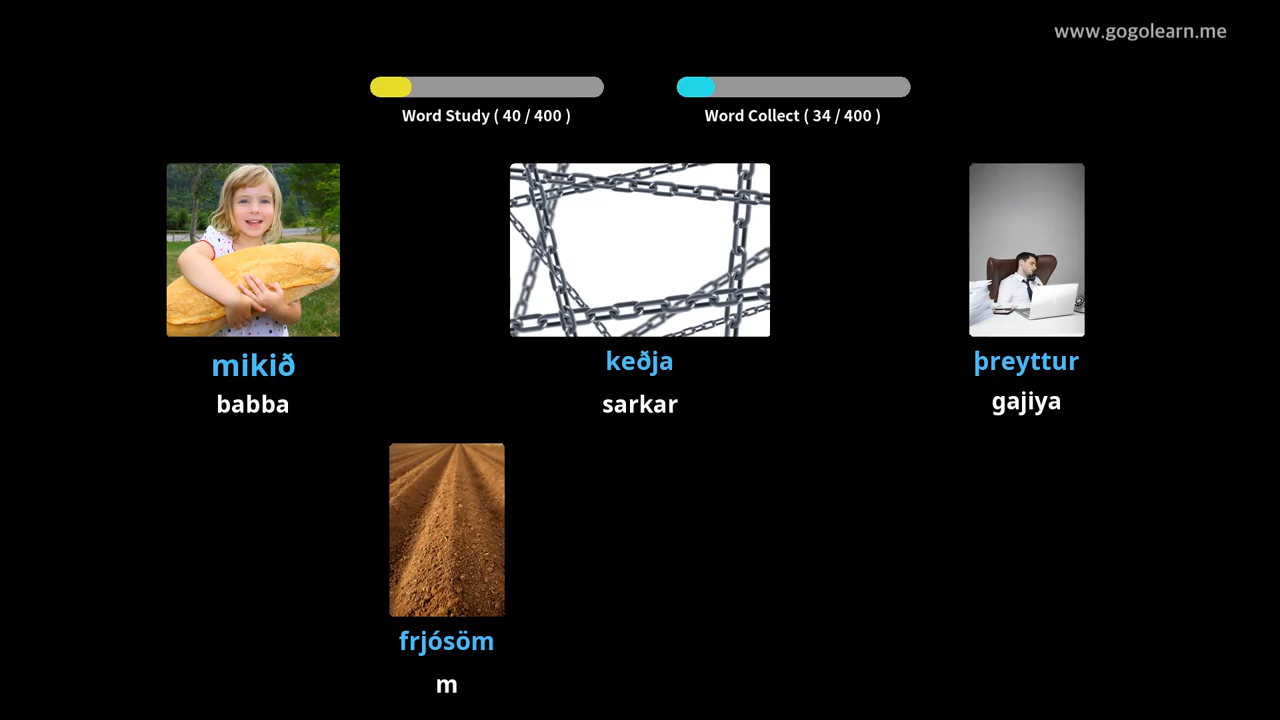 www.gogolearn.me
Word Study ( 40 / 400 )
Word Collect ( 34 / 400 )
mikið
babba
keðja
sarkar
þreyttur
gajiya
frjósöm
m